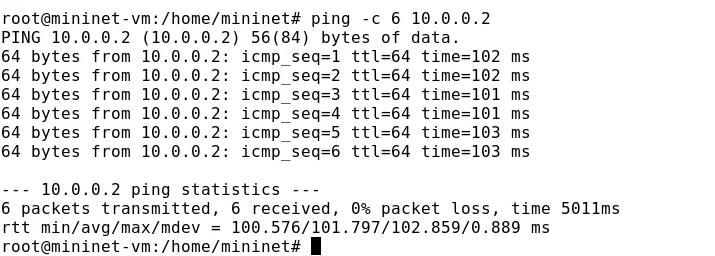 root@mininet-vm:/home/mininet# ping -c 6 10.0.0.2
PING 10.0.0.2 (10.0.0.2) 56(84) bytes of data.
64 bytes from 10.0.0.2: icmp_seq=1 ttl=64 time=102 ms
64 bytes from 10.0.0.2: icmp_seq=2 ttl=64 time=102 ms
64 bytes from 10.0.0.2: icmp_seq=3 ttl=64 time=101 ms
64 bytes from 10.0.0.2: icmp_seq=4 ttl=64 time=101 ms
64 bytes from 10.0.0.2: icmp_seq=5 ttl=64 time=103 ms
64 bytes from 10.0.0.2: icmp_seq=6 ttl=64 time=103 ms

--- 10.0.0.2 ping statistics ---
6 packets transmitted, 6 received, 0% packet loss, time 5011ms
rtt min/avg/max/mdev = 100.576/101.797/102.859/0.889 ms
root@mininet-vm:/home/mininet#